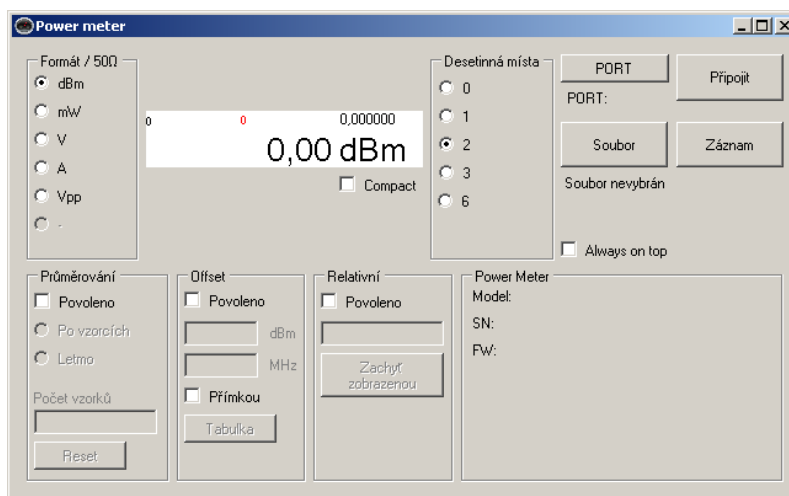 Power meter
Formát / 50Ω
dBm
mW
V
A
Vpp
-
0 0 0,000000
0,00 dBm
Compact
Desetinná místa
0
1
2
3
6
PORT
Připojit
PORT:
Soubor
Záznam
Soubor nevybrán
Always on top
Průměrování
Povoleno
Po vzorcích
Letmo
Počet vzorků
Reset
Offset
Povoleno
dBm
MHz
Přímkou
Tabulka
Relativní
Povoleno
Zachyť
zobrazenou
Power Meter
Model:
SN:
FW: